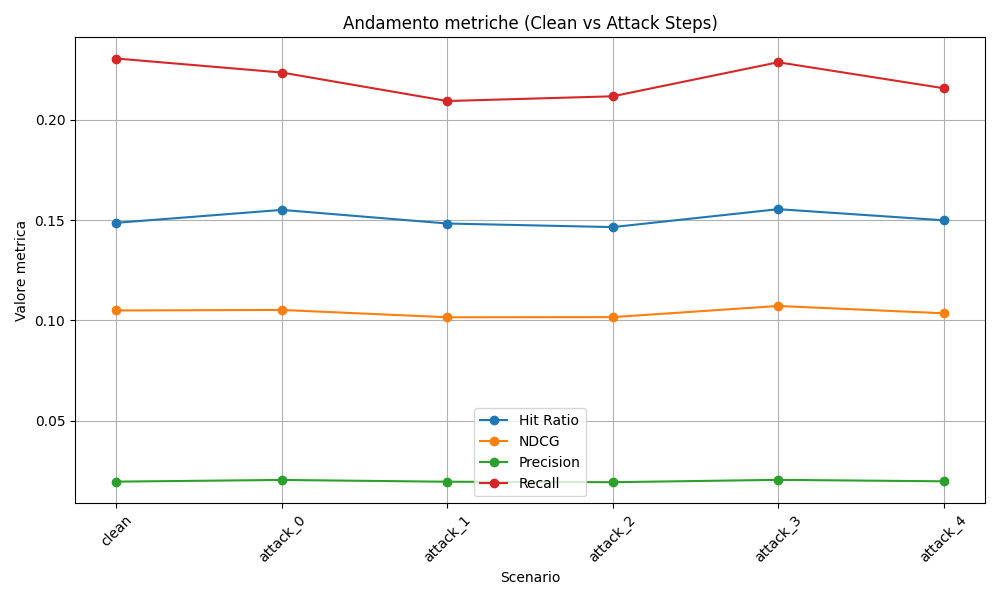 Andamento metriche (Clean vs Attack Steps)
Valore metrica
0.20
0.15
0.10
0.05
Hit Ratio
NDCG
Precision
Recall
clean
attack_0
attack_1
attack_2
attack_3
attack_4
Scenario